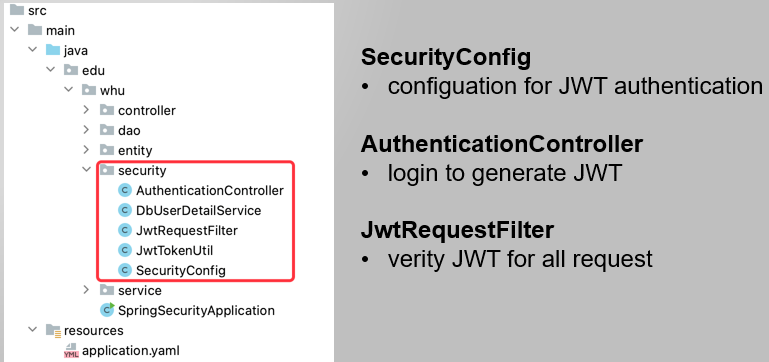 src
main
java
edu
whu
controller
dao
entity
security
AuthenticationController
DbUserDetailService
JwtRequestFilter
JwtTokenUtil
SecurityConfig
service
SpringSecurityApplication
resources
YML
application.yaml
SecurityConfig
• configuation for JWT authentication
AuthenticationController
• login to generate JWT
JwtRequestFilter
• verity JWT for all request